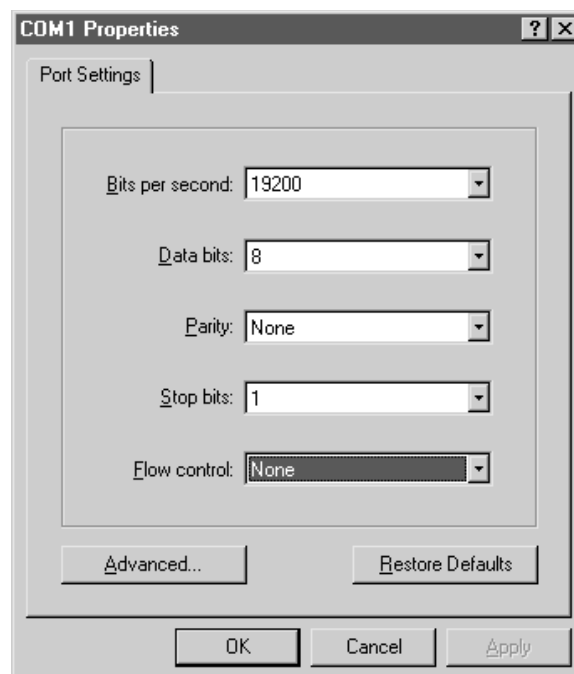 COM1 Properties
Port Settings
Bits per second: 19200
Data bits: 8
Parity: None
Stop bits: 1
Flow control: None
Advanced... Restore Defaults
OK Cancel Apply